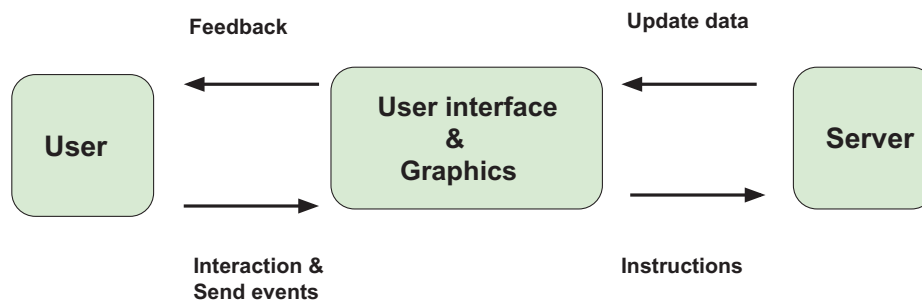 Feedback
Update data
User
User interface
&
Graphics
Server
Interaction &
Send events
Instructions